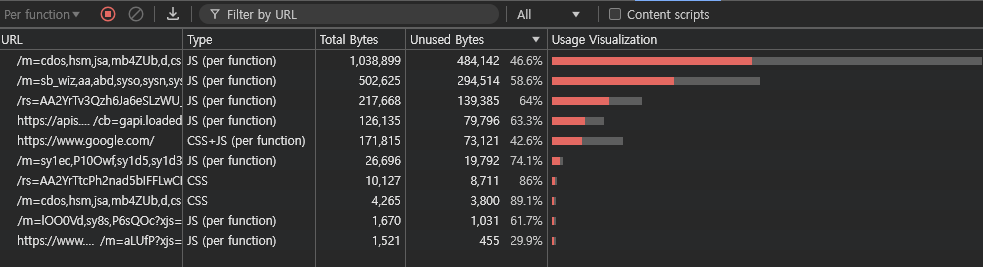 Per function Filter by URL All Content scripts
URL Type Total Bytes Unused Bytes Usage Visualization
/m=cdos,hsm,jsa,mb4ZUb,d,cs JS (per function) 1,038,899 484,142 46.6%
/m=sb_wiz,aa,abd,syso,sysn,sys JS (per function) 502,625 294,514 58.6%
/rs=AA2YrTv3Qzh6Ja6eSLzWU_ JS (per function) 217,668 139,385 64%
https://apis.... /cb=gapi.loaded JS (per function) 126,135 79,796 63.3%
https://www.google.com/ CSS+JS (per function) 171,815 73,121 42.6%
/m=sy1ec,P10Owf,sy1d5,sy1d3 JS (per function) 26,696 19,792 74.1%
/rs=AA2YrTtcPh2nad5bIFFLwCI CSS 10,127 8,711 86%
/m=cdos,hsm,jsa,mb4ZUb,d,cs CSS 4,265 3,800 89.1%
/m=lOO0Vd,sy8s,P6sQOc?xjs= JS (per function) 1,670 1,031 61.7%
https://www.... /m=aLUfP?xjs= JS (per function) 1,521 455 29.9%